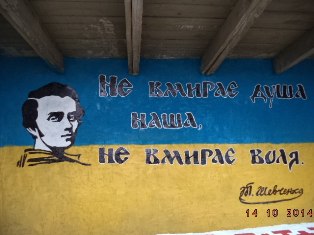 Не вмирає душа
наша,
не вмирає воля.
Т. Шевченко
14 10 2014